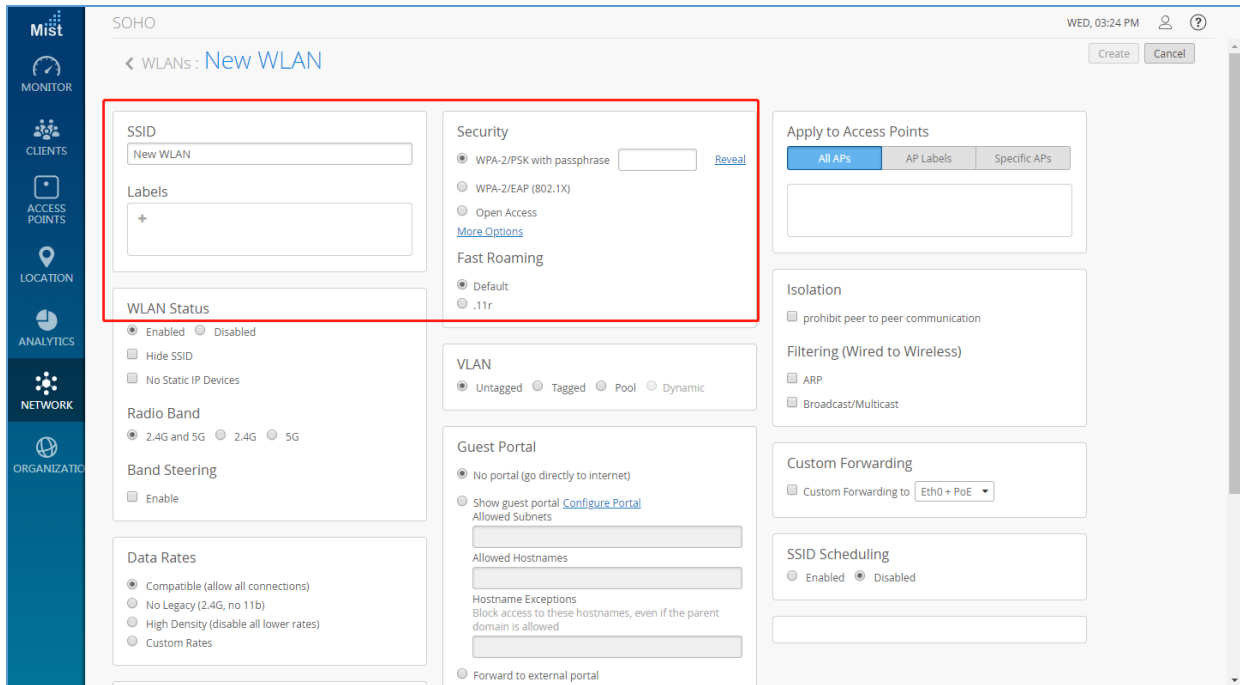 Mist
SOHO
WED, 03:24 PM
?
WLANs : New WLAN
Create
Cancel
MONITOR
CLIENTS
ACCESS
POINTS
LOCATION
ANALYTICS
NETWORK
ORGANIZATIO
SSID
New WLAN
Labels
+
WLAN Status
Enabled Disabled
Hide SSID
No Static IP Devices
Radio Band
2.4G and 5G 2.4G 5G
Band Steering
Enable
Data Rates
Compatible (allow all connections)
No Legacy (2.4G, no 11b)
High Density (disable all lower rates)
Custom Rates
Security
WPA-2/PSK with passphrase Reveal
WPA-2/EAP (802.1X)
Open Access
More Options
Fast Roaming
Default
.11r
VLAN
Untagged Tagged Pool Dynamic
Guest Portal
No portal (go directly to internet)
Show guest portal Configure Portal
Allowed Subnets
Allowed Hostnames
Hostname Exceptions
Block access to these hostnames, even if the parent
domain is allowed
Forward to external portal
Apply to Access Points
All APs AP Labels Specific APs
Isolation
prohibit peer to peer communication
Filtering (Wired to Wireless)
ARP
Broadcast/Multicast
Custom Forwarding
Custom Forwarding to Eth0 + PoE
SSID Scheduling
Enabled Disabled